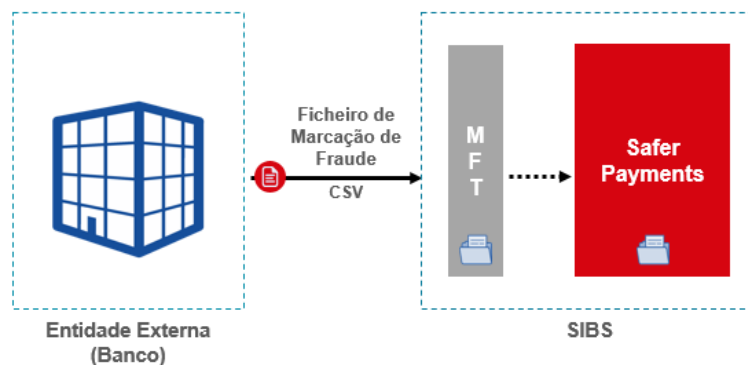 Ficheiro de
Marcação de
Fraude
CSV
M
F
T
Safer
Payments
Entidade Externa
(Banco)
SIBS